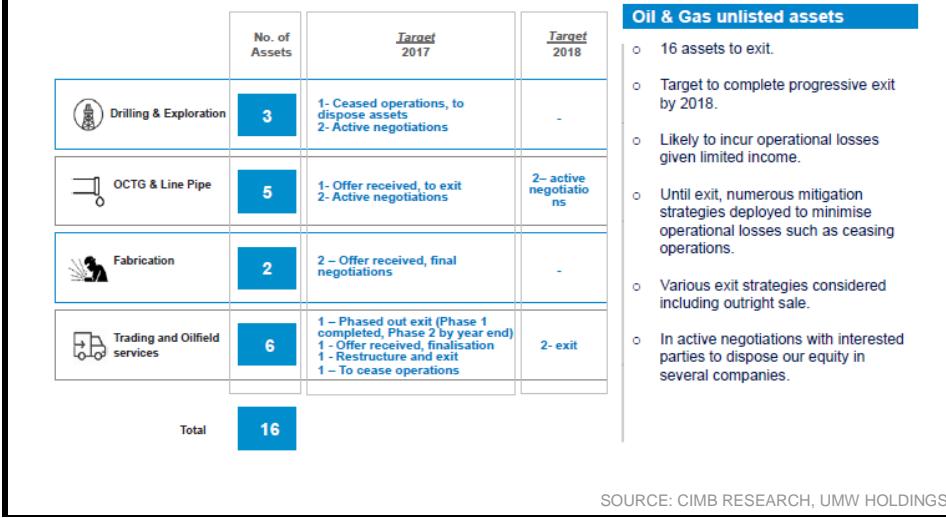 No. of
Assets
Target
2017
Target
2018
Drilling & Exploration
3
1- Ceased operations, to
dispose assets
2- Active negotiations
-
OCTG & Line Pipe
5
1- Offer received, to exit
2- Active negotiations
2– active
negotiatio
ns
Fabrication
2
2 – Offer received, final
negotiations
-
Trading and Oilfield
services
6
1 – Phased out exit (Phase 1
completed, Phase 2 by year end)
1 - Offer received, finalisation
1 - Restructure and exit
1 – To cease operations
2- exit
Total
16
Oil & Gas unlisted assets
o 16 assets to exit.
o Target to complete progressive exit
by 2018.
o Likely to incur operational losses
given limited income.
o Until exit, numerous mitigation
strategies deployed to minimise
operational losses such as ceasing
operations.
o Various exit strategies considered
including outright sale.
o In active negotiations with interested
parties to dispose our equity in
several companies.
SOURCE: CIMB RESEARCH, UMW HOLDINGS